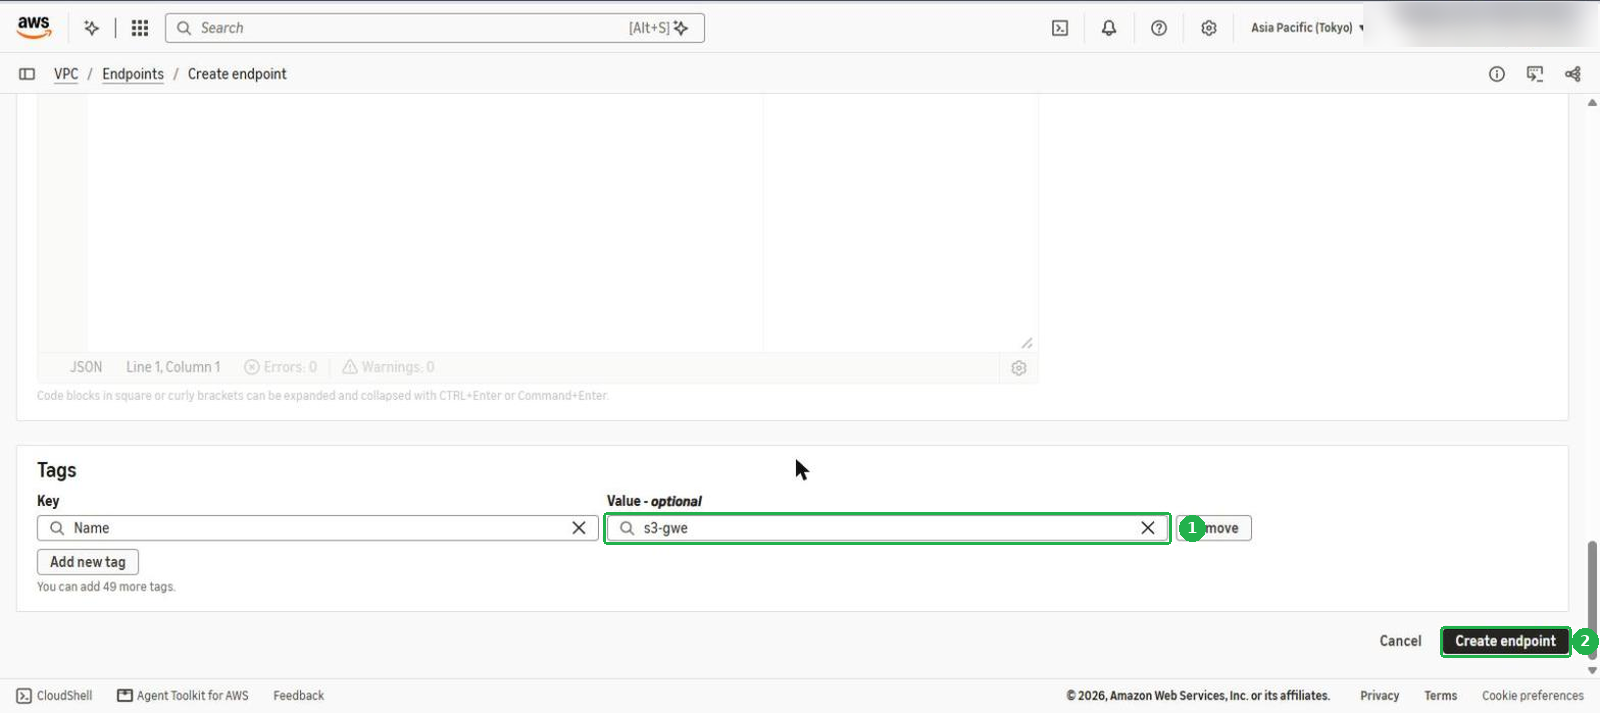 aws
Search [Alt+S]
Asia Pacific (Tokyo)
VPC / Endpoints / Create endpoint
JSON Line 1, Column 1 Errors: 0 Warnings: 0
Code blocks in square or curly brackets can be expanded and collapsed with CTRL+Enter or Command+Enter.
Tags
Key Value - optional
Name s3-gwe 1 move
Add new tag
You can add 49 more tags.
Cancel Create endpoint 2
CloudShell Agent Toolkit for AWS Feedback © 2026, Amazon Web Services, Inc. or its affiliates. Privacy Terms Cookie preferences